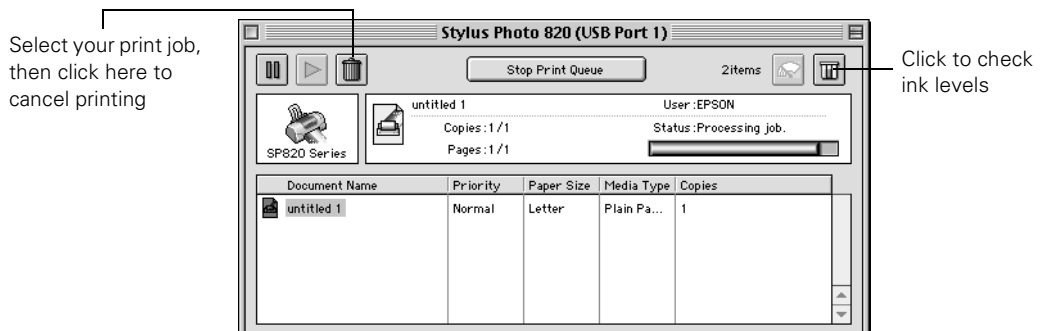 Select your print job,
then click here to
cancel printing
Stylus Photo 820 (USB Port 1)
Stop Print Queue
2items
Click to check
ink levels
SP820 Series
untitled 1
User:EPSON
Copies:1/1
Status:Processing job.
Pages:1/1
Document Name Priority Paper Size Media Type Copies
untitled 1 Normal Letter Plain Pa... 1